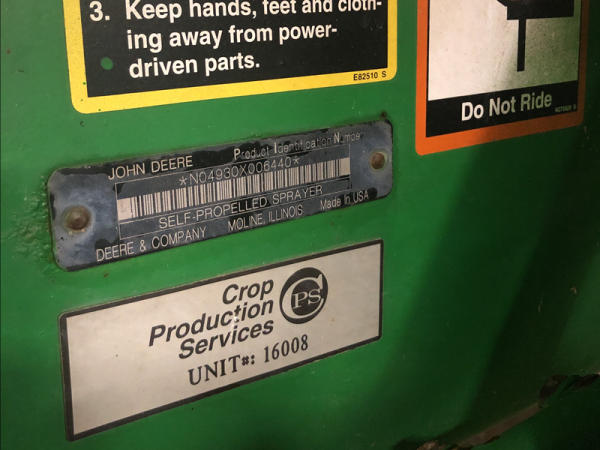 3. Keep hands, feet and cloth-
ing away from power-
driven parts.
E82510 S
Do Not Ride
JOHN DEERE Product Identification Number
*N04930X006440*
SELF-PROPELLED SPRAYER
DEERE & COMPANY MOLINE, ILLINOIS Made in USA
Crop
Production
Services
CPS
UNIT#: 16008